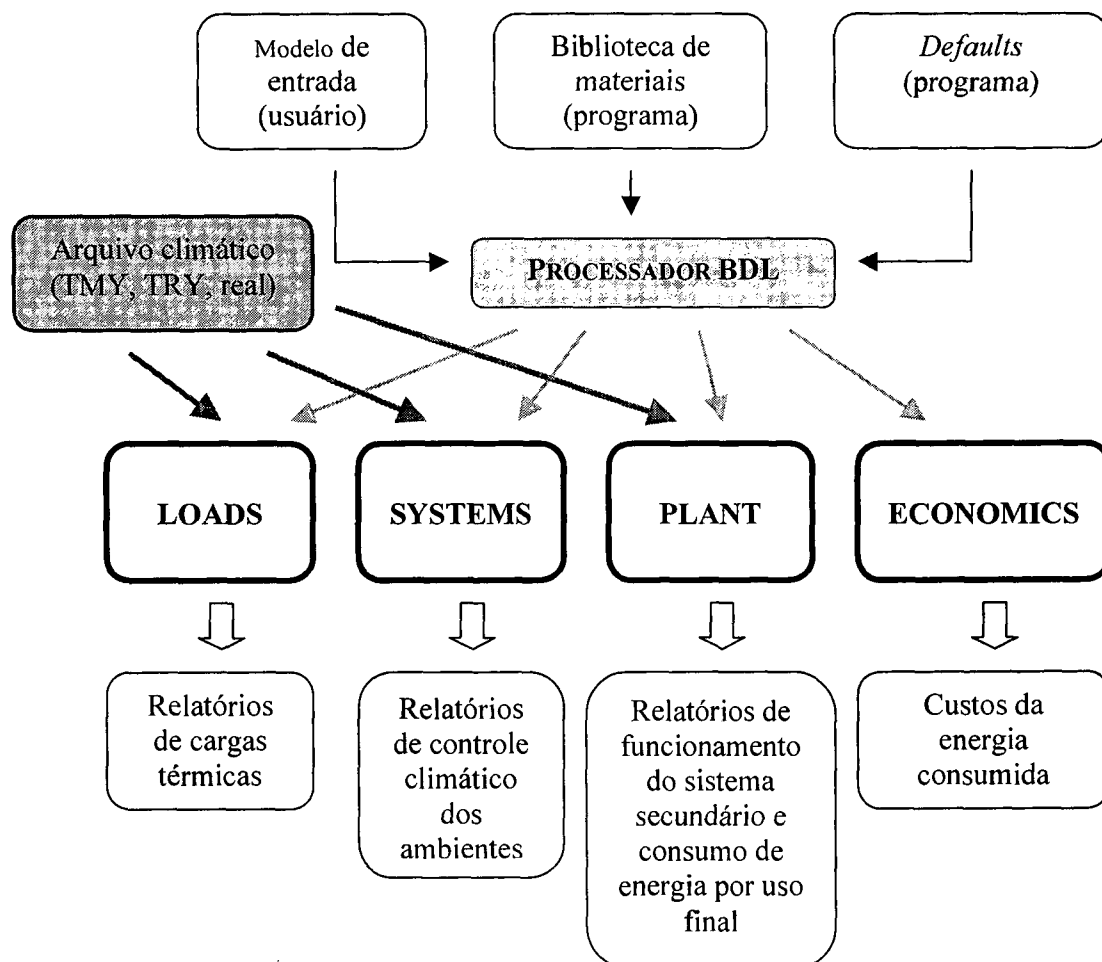 Modelo de
entrada
(usuário)
Biblioteca de
materiais
(programa)
Defaults
(programa)
Arquivo climático
(TMY, TRY, real)
PROCESSADOR BDL
LOADS
SYSTEMS
PLANT
ECONOMICS
Relatórios
de cargas
térmicas
Relatórios
de controle
climático
dos
ambientes
Relatórios de
funcionamento
do sistema
secundário e
consumo de
energia por uso
final
Custos da
energia
consumida